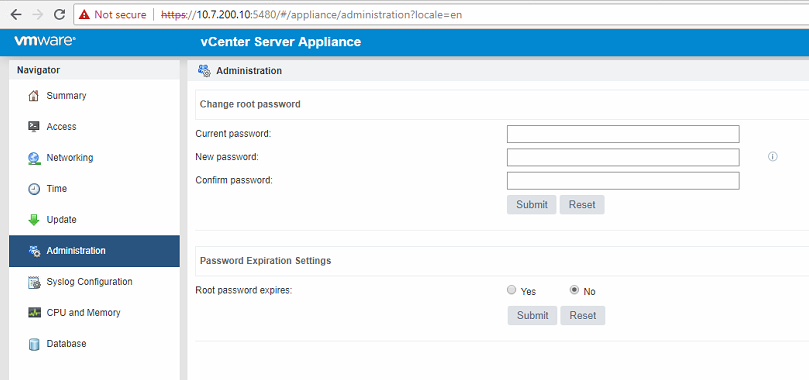 Not secure https://10.7.200.10:5480/#/appliance/administration?locale=en
vmware® vCenter Server Appliance
Navigator
Summary
Access
Networking
Time
Update
Administration
Syslog Configuration
CPU and Memory
Database
Administration
Change root password
Current password:
New password:
Confirm password:
Submit Reset
Password Expiration Settings
Root password expires: Yes No
Submit Reset